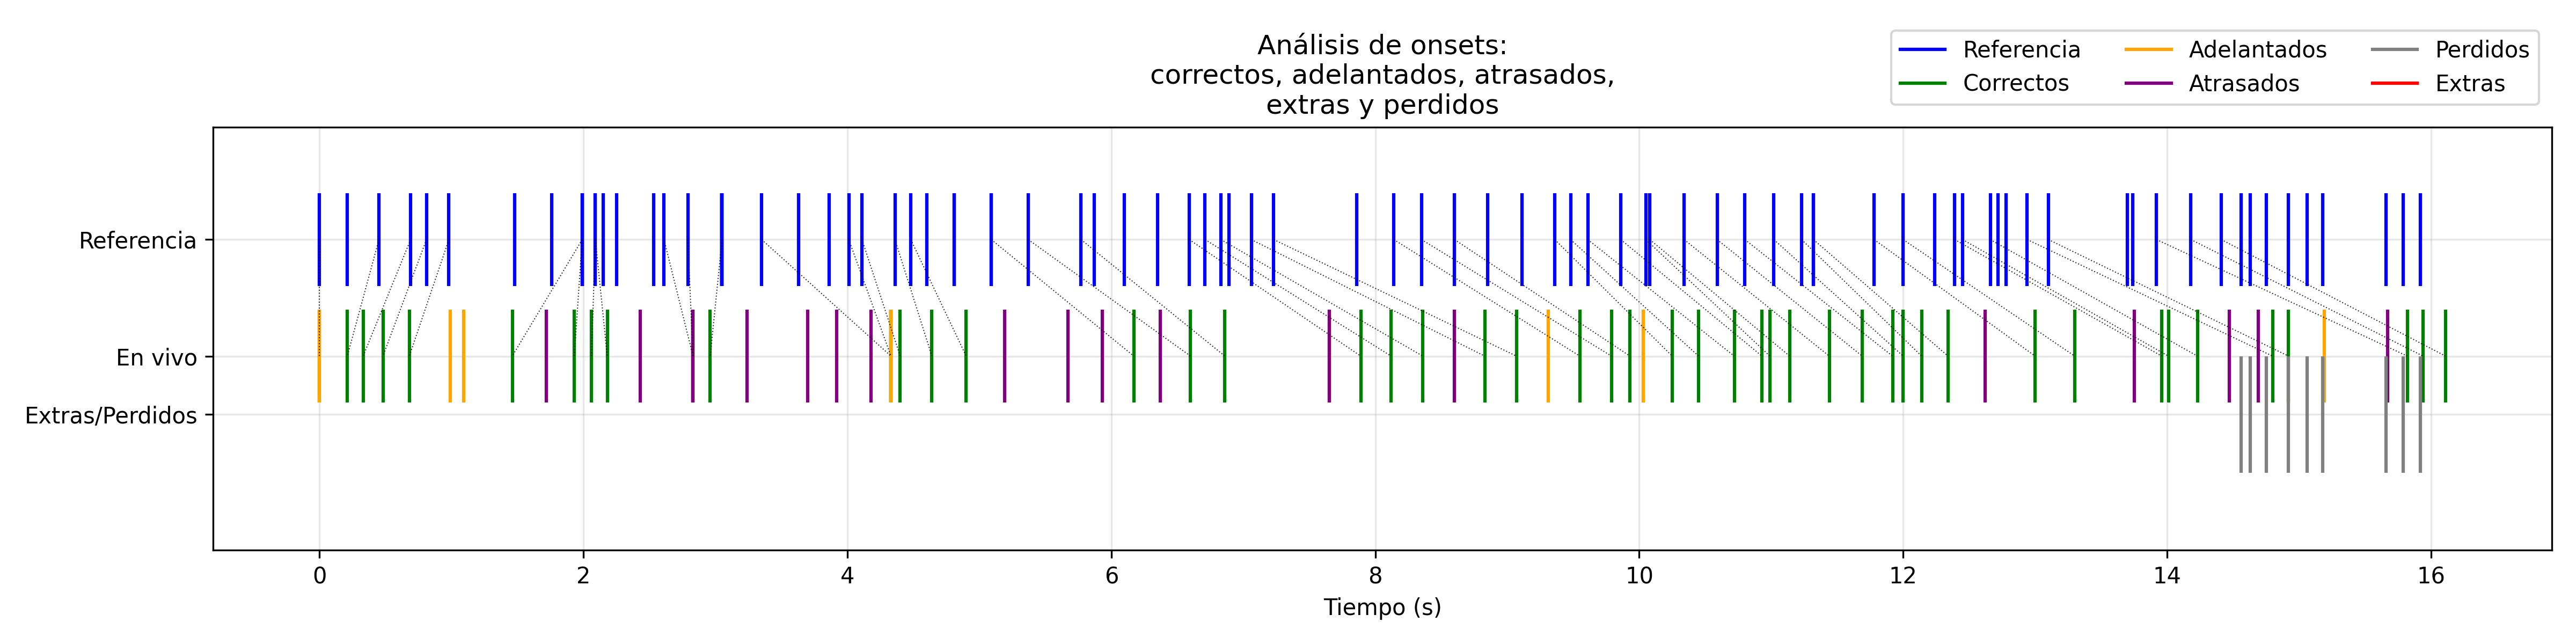 Análisis de onsets:
correctos, adelantados, atrasados,
extras y perdidos
Referencia
Correctos
Adelantados
Atrasados
Perdidos
Extras
Referencia
En vivo
Extras/Perdidos
0 2 4 6 8 10 12 14 16
Tiempo (s)